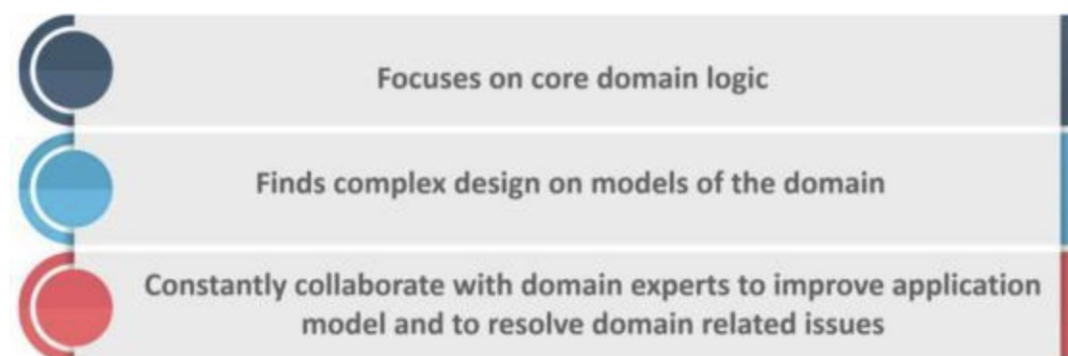 Focuses on core domain logic
Finds complex design on models of the domain
Constantly collaborate with domain experts to improve application
model and to resolve domain related issues